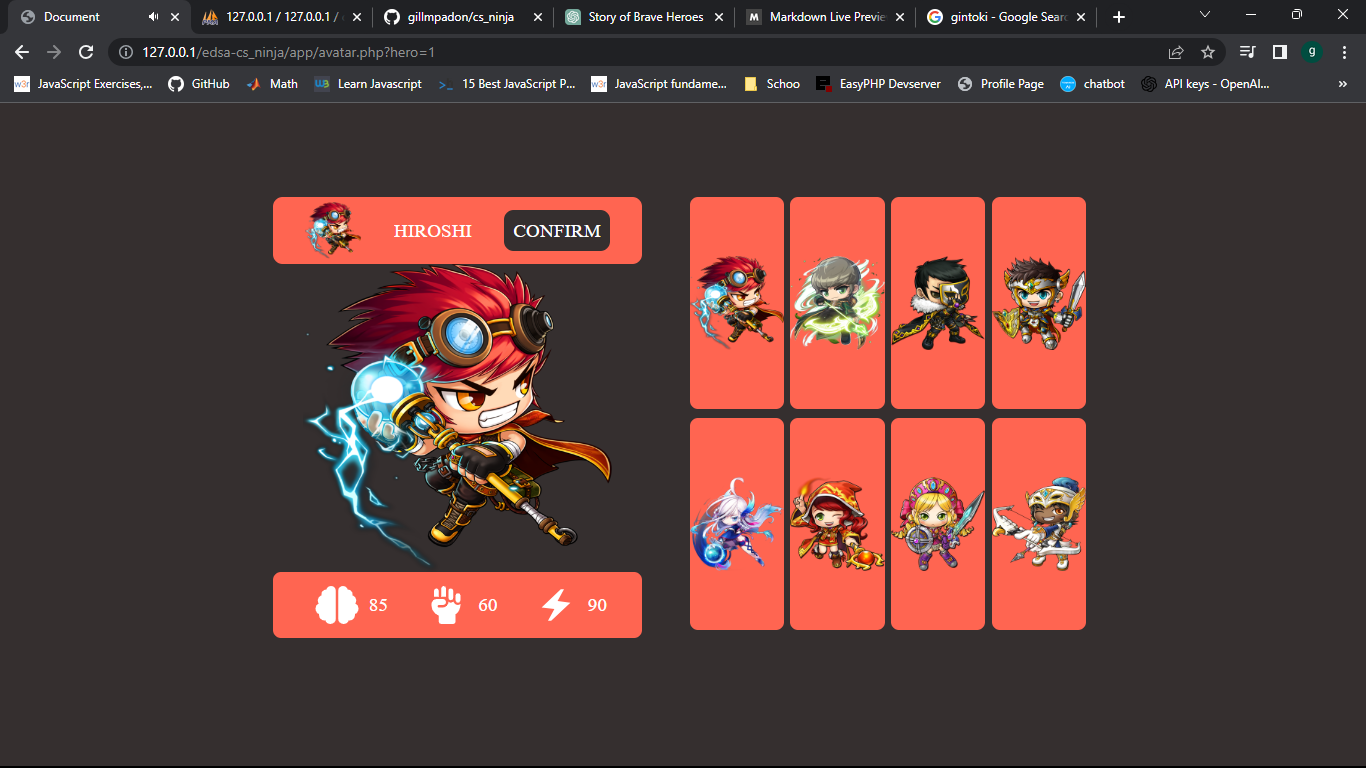 Document
127.0.0.1 / 127.0.0.1 /
gillmpadon/cs_ninja
Story of Brave Heroes
Markdown Live Previe
gintoki - Google Searc
127.0.0.1/edsa-cs_ninja/app/avatar.php?hero=1
g
w3r
JavaScript Exercises,...
GitHub
Math
Learn Javascript
15 Best JavaScript P...
w3r
JavaScript fundame...
Schoo
EasyPHP Devserver
Profile Page
chatbot
API keys - OpenAI...
HIROSHI
CONFIRM
85
60
90